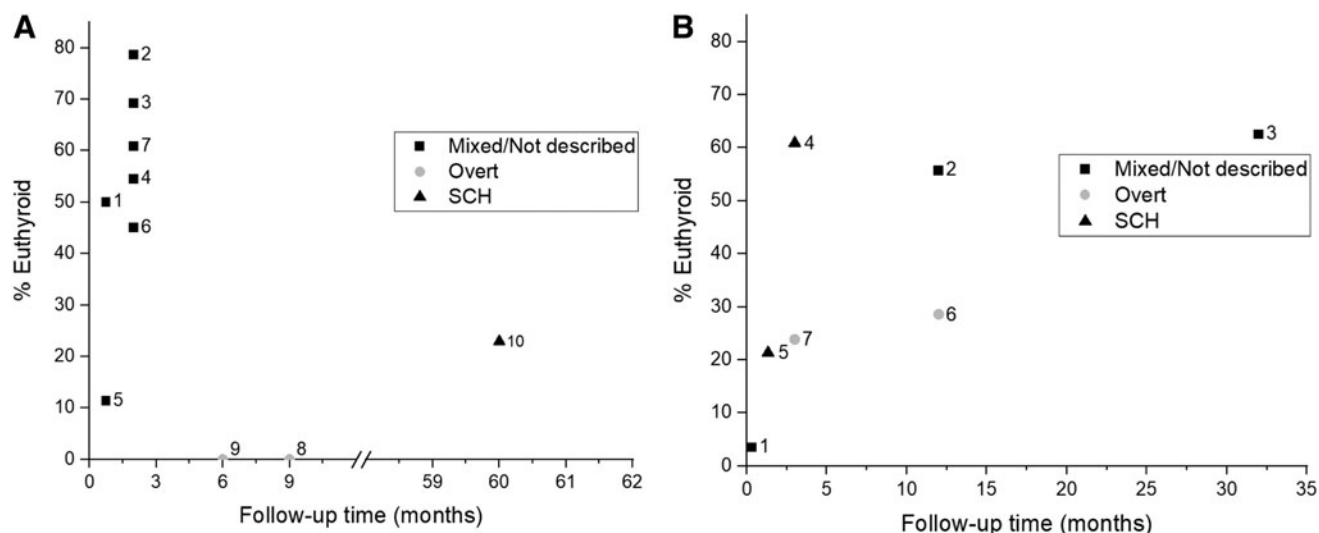 A
% Euthyroid
80
70
60
50
40
30
20
10
0
2
3
7
4
1
6
5
9
8
10
Mixed/Not described
Overt
SCH
0 3 6 9 59 60 61 62
Follow-up time (months)
B
% Euthyroid
80
70
60
50
40
30
20
10
0
4
2
3
6
7
5
1
Mixed/Not described
Overt
SCH
0 5 10 15 20 25 30 35
Follow-up time (months)